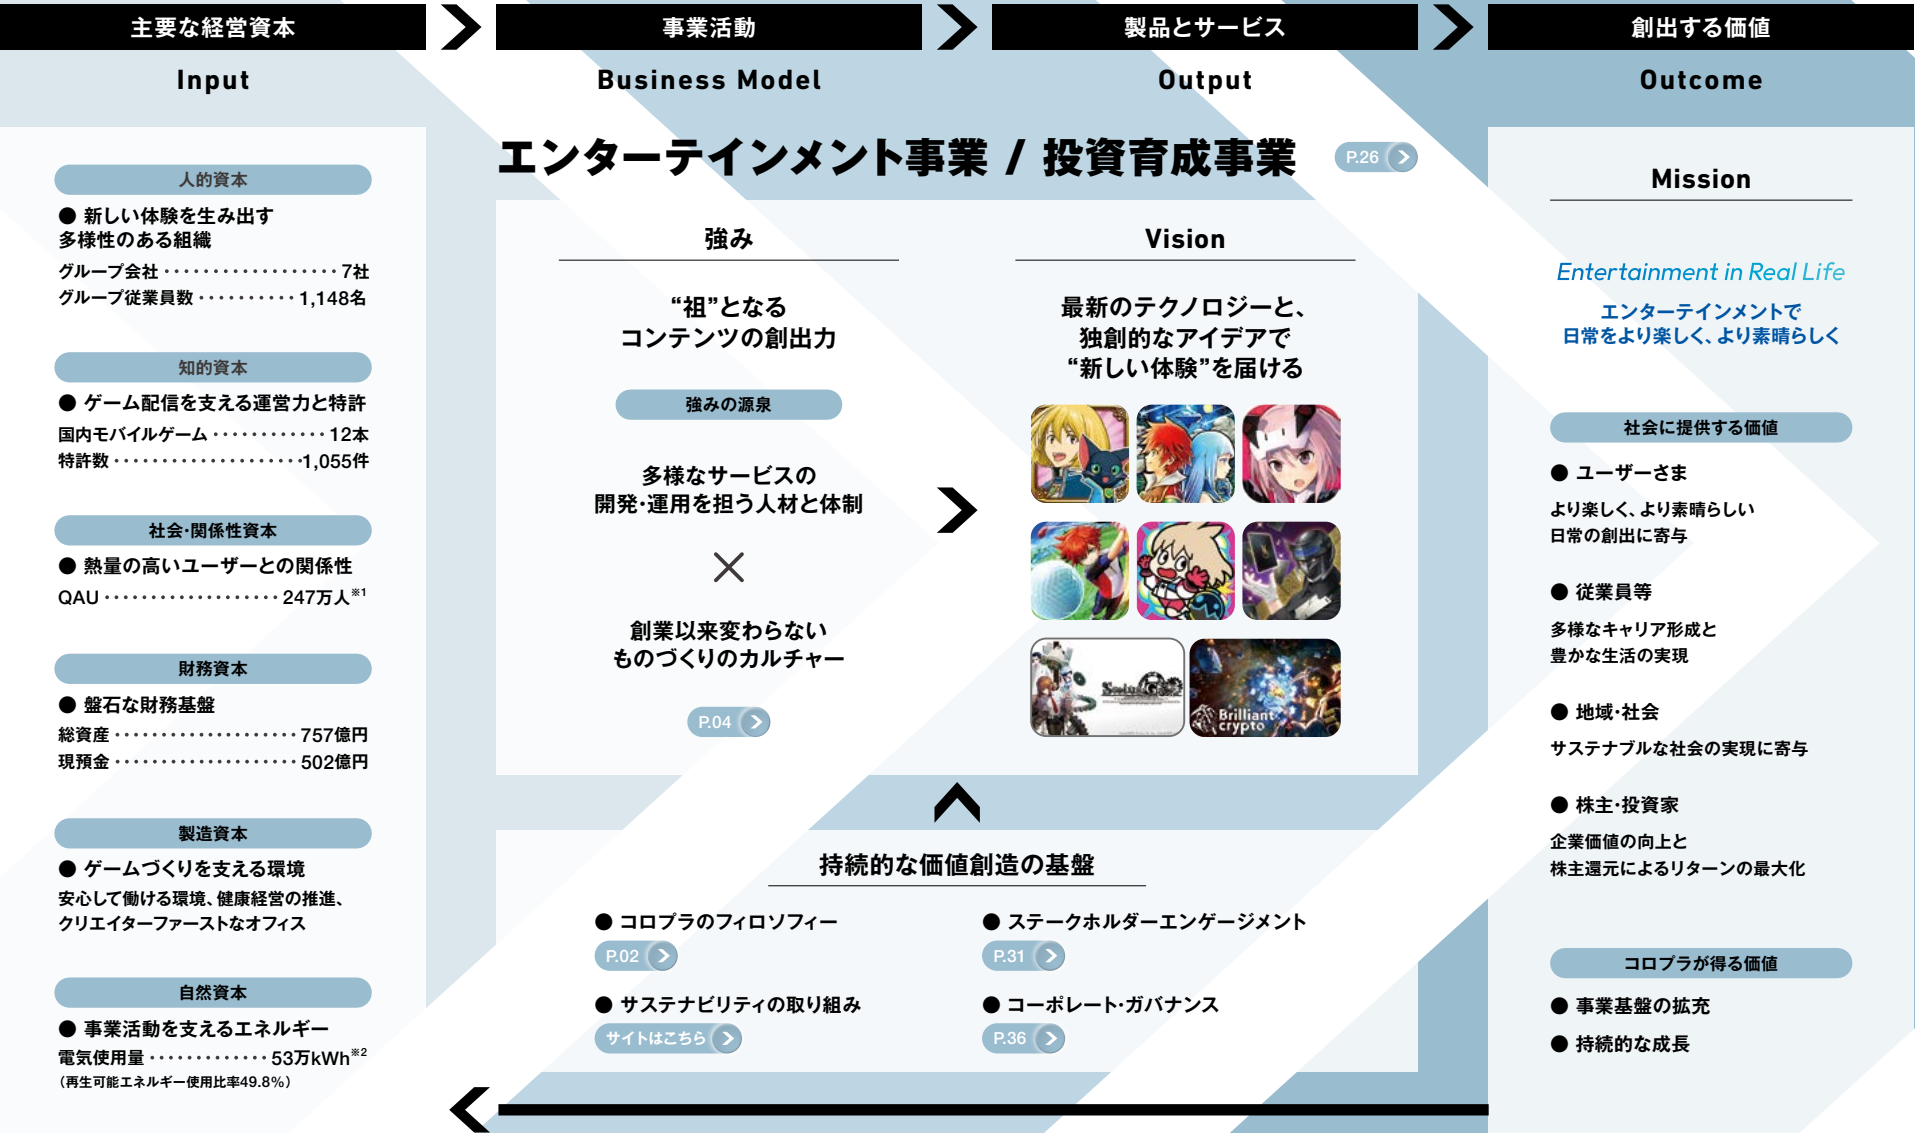 主要な経営資本
Input
人的資本
● 新しい体験を生み出す
多様性のある組織
グループ会社 ・・・・・・・・・・・・・・・・・・ 7社
グループ従業員数 ・・・・・・・・・・ 1,148名
知的資本
● ゲーム配信を支える運営力と特許
国内モバイルゲーム ・・・・・・・・・・・・ 12本
特許数 ・・・・・・・・・・・・・・・・・・・・ 1,055件
社会・関係性資本
● 熱量の高いユーザーとの関係性
QAU ・・・・・・・・・・・・・・・・・・・ 247万人※1
財務資本
● 盤石な財務基盤
総資産 ・・・・・・・・・・・・・・・・・・・・ 757億円
現預金 ・・・・・・・・・・・・・・・・・・・・ 502億円
製造資本
● ゲームづくりを支える環境
安心して働ける環境、健康経営の推進、
クリエイターファーストなオフィス
自然資本
● 事業活動を支えるエネルギー
電気使用量 ・・・・・・・・・・・・・ 53万kWh※2
（再生可能エネルギー使用比率49.8％）
事業活動
Business Model
製品とサービス
Output
エンターテインメント事業 / 投資育成事業
P.26
強み
“祖”となる
コンテンツの創出力
強みの源泉
多様なサービスの
開発・運用を担う人材と体制
×
創業以来変わらない
ものづくりのカルチャー
P.04
Vision
最新のテクノロジーと、
独創的なアイデアで
“新しい体験”を届ける
Brilliant
crypto
持続的な価値創造の基盤
● コロプラのフィロソフィー
P.02
● ステークホルダーエンゲージメント
P.31
● サステナビリティの取り組み
サイトはこちら
● コーポレート・ガバナンス
P.36
創出する価値
Outcome
Mission
Entertainment in Real Life
エンターテインメントで
日常をより楽しく、より素晴らしく
社会に提供する価値
● ユーザーさま
より楽しく、より素晴らしい
日常の創出に寄与
● 従業員等
多様なキャリア形成と
豊かな生活の実現
● 地域・社会
サステナブルな社会の実現に寄与
● 株主・投資家
企業価値の向上と
株主還元によるリターンの最大化
コロプラが得る価値
● 事業基盤の拡充
● 持続的な成長